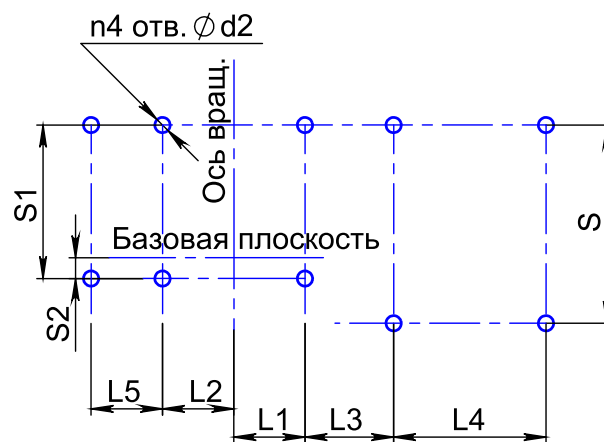 n4 отв. ∅ d2
Ось вращ.
S1
S
Базовая плоскость
S2
L5
L2
L1
L3
L4